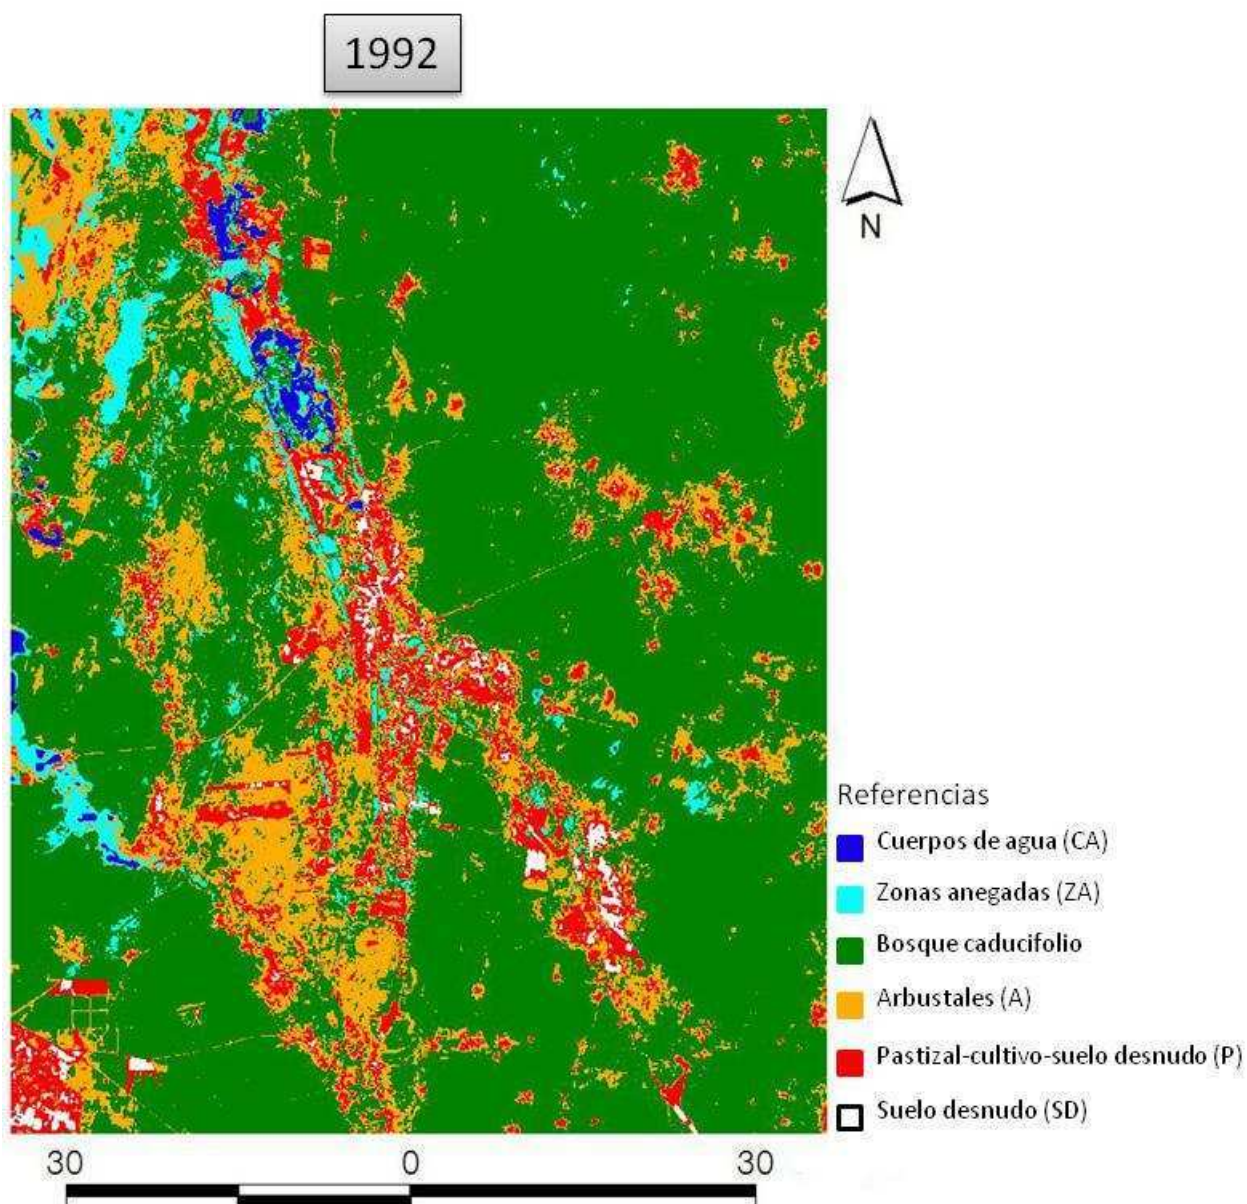 1992
N
Referencias
Cuerpos de agua (CA)
Zonas anegadas (ZA)
Bosque caducifolio
Arbustales (A)
Pastizal-cultivo-suelo desnudo (P)
Suelo desnudo (SD)
30 0 30